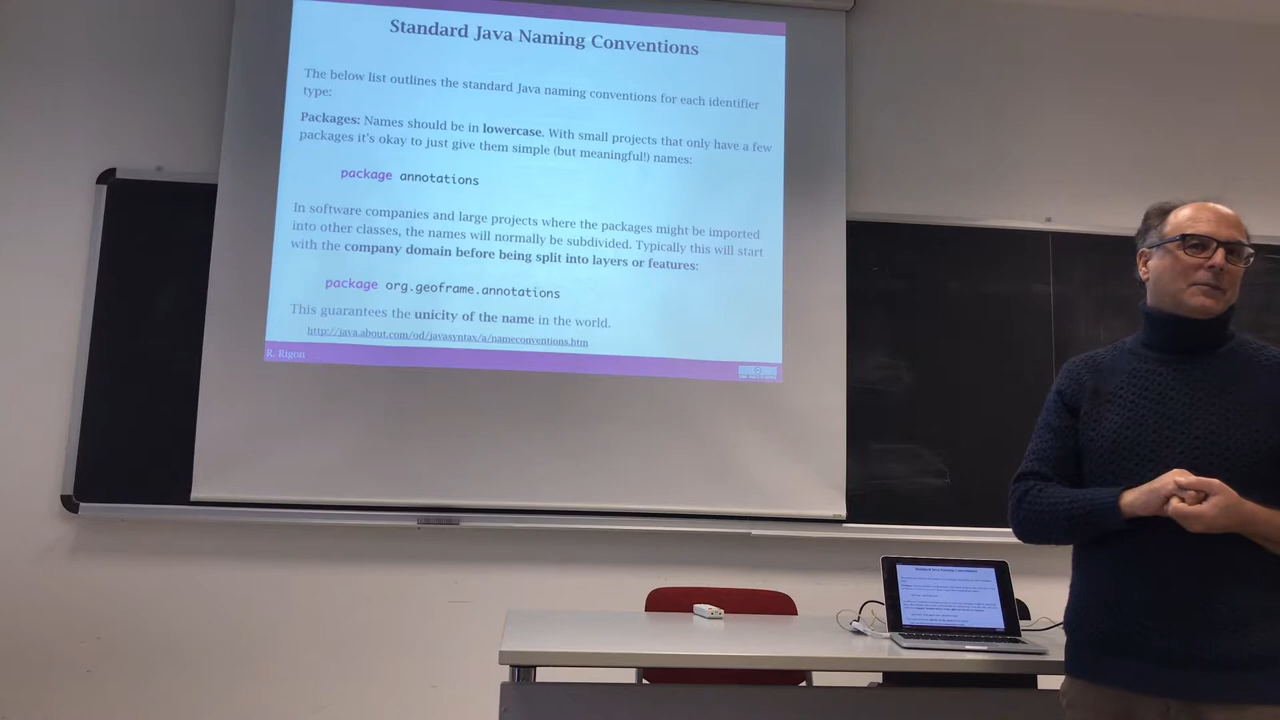 Standard Java Naming Conventions
The below list outlines the standard Java naming conventions for each identifier
type:
Packages: Names should be in lowercase. With small projects that only have a few
packages it's okay to just give them simple (but meaningful!) names:
package annotations
In software companies and large projects where the packages might be imported
into other classes, the names will normally be subdivided. Typically this will start
with the company domain before being split into layers or features:
package org.geoframe.annotations
This guarantees the unicity of the name in the world.
http://java.about.com/od/javasyntax/a/nameconventions.htm
R. Rigon
Standard Java Naming Conventions